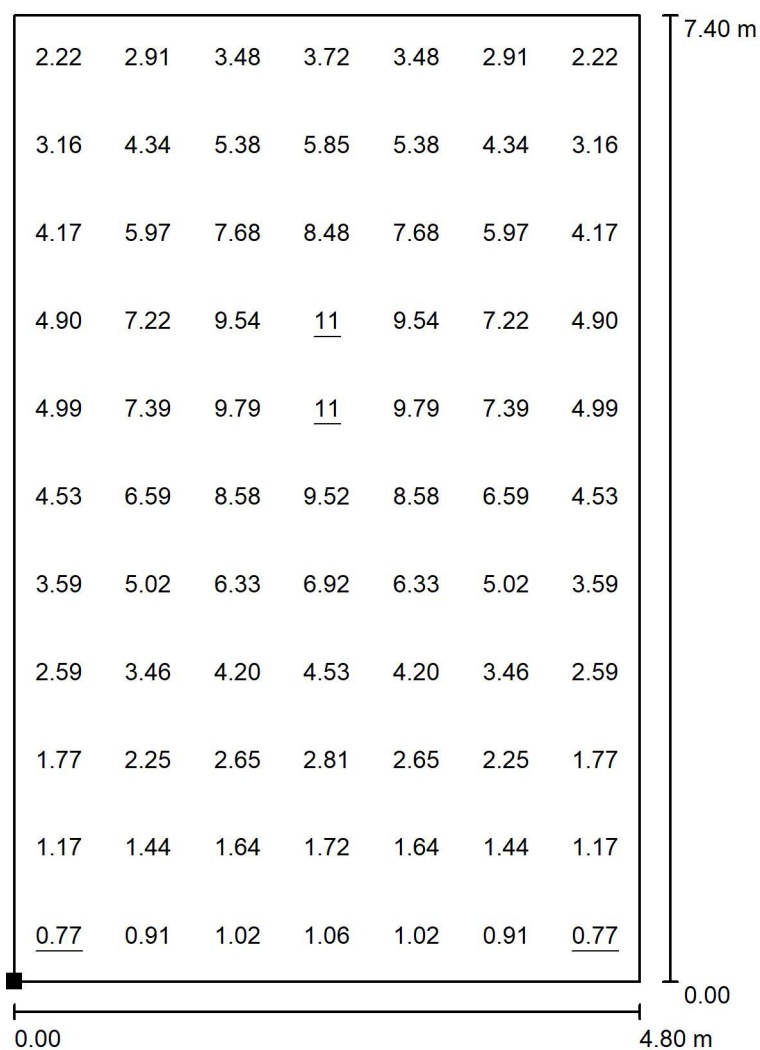 7.40 m
2.22 2.91 3.48 3.72 3.48 2.91 2.22
3.16 4.34 5.38 5.85 5.38 4.34 3.16
4.17 5.97 7.68 8.48 7.68 5.97 4.17
4.90 7.22 9.54 11 9.54 7.22 4.90
4.99 7.39 9.79 11 9.79 7.39 4.99
4.53 6.59 8.58 9.52 8.58 6.59 4.53
3.59 5.02 6.33 6.92 6.33 5.02 3.59
2.59 3.46 4.20 4.53 4.20 3.46 2.59
1.77 2.25 2.65 2.81 2.65 2.25 1.77
1.17 1.44 1.64 1.72 1.64 1.44 1.17
0.77 0.91 1.02 1.06 1.02 0.91 0.77
0.00
0.00 4.80 m